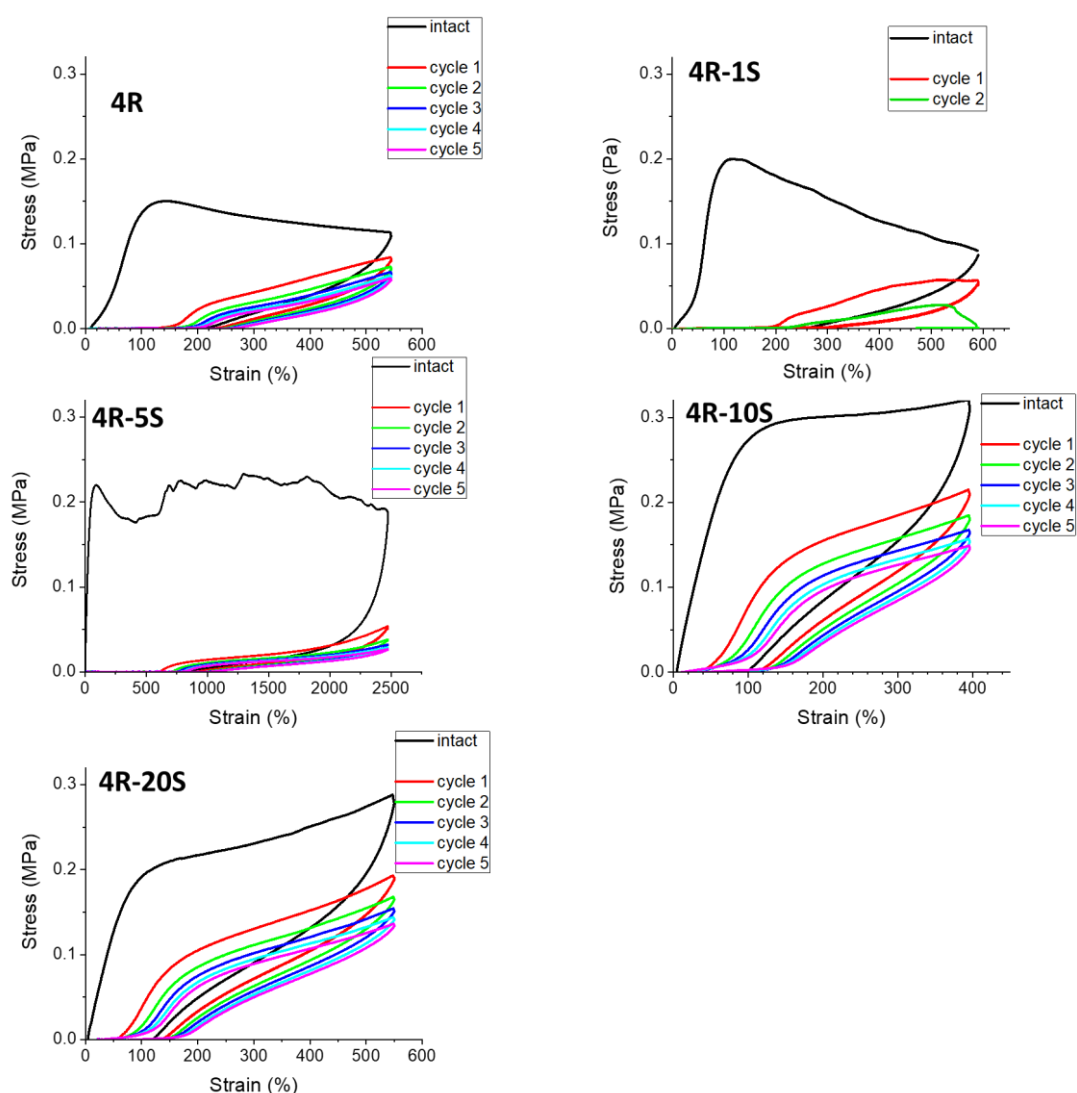 4R
intact
cycle 1
cycle 2
cycle 3
cycle 4
cycle 5
0.3
0.2
0.1
0.0
Stress (MPa)
0 100 200 300 400 500 600
Strain (%)
4R-1S
intact
cycle 1
cycle 2
0.3
0.2
0.1
0.0
Stress (Pa)
0 100 200 300 400 500 600
Strain (%)
4R-5S
intact
cycle 1
cycle 2
cycle 3
cycle 4
cycle 5
0.3
0.2
0.1
0.0
Stress (MPa)
0 500 1000 1500 2000 2500
Strain (%)
4R-10S
intact
cycle 1
cycle 2
cycle 3
cycle 4
cycle 5
0.3
0.2
0.1
0.0
Stress (MPa)
0 100 200 300 400
Strain (%)
4R-20S
intact
cycle 1
cycle 2
cycle 3
cycle 4
cycle 5
0.3
0.2
0.1
0.0
Stress (MPa)
0 100 200 300 400 500 600
Strain (%)